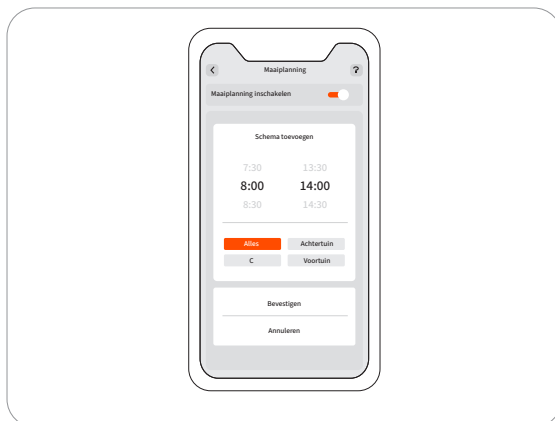 Maaiplanning
?
Maaiplanning inschakelen
Schema toevoegen
7:30 13:30
8:00 14:00
8:30 14:30
Alles Achtertuin
C Voortuin
Bevestigen
Annuleren